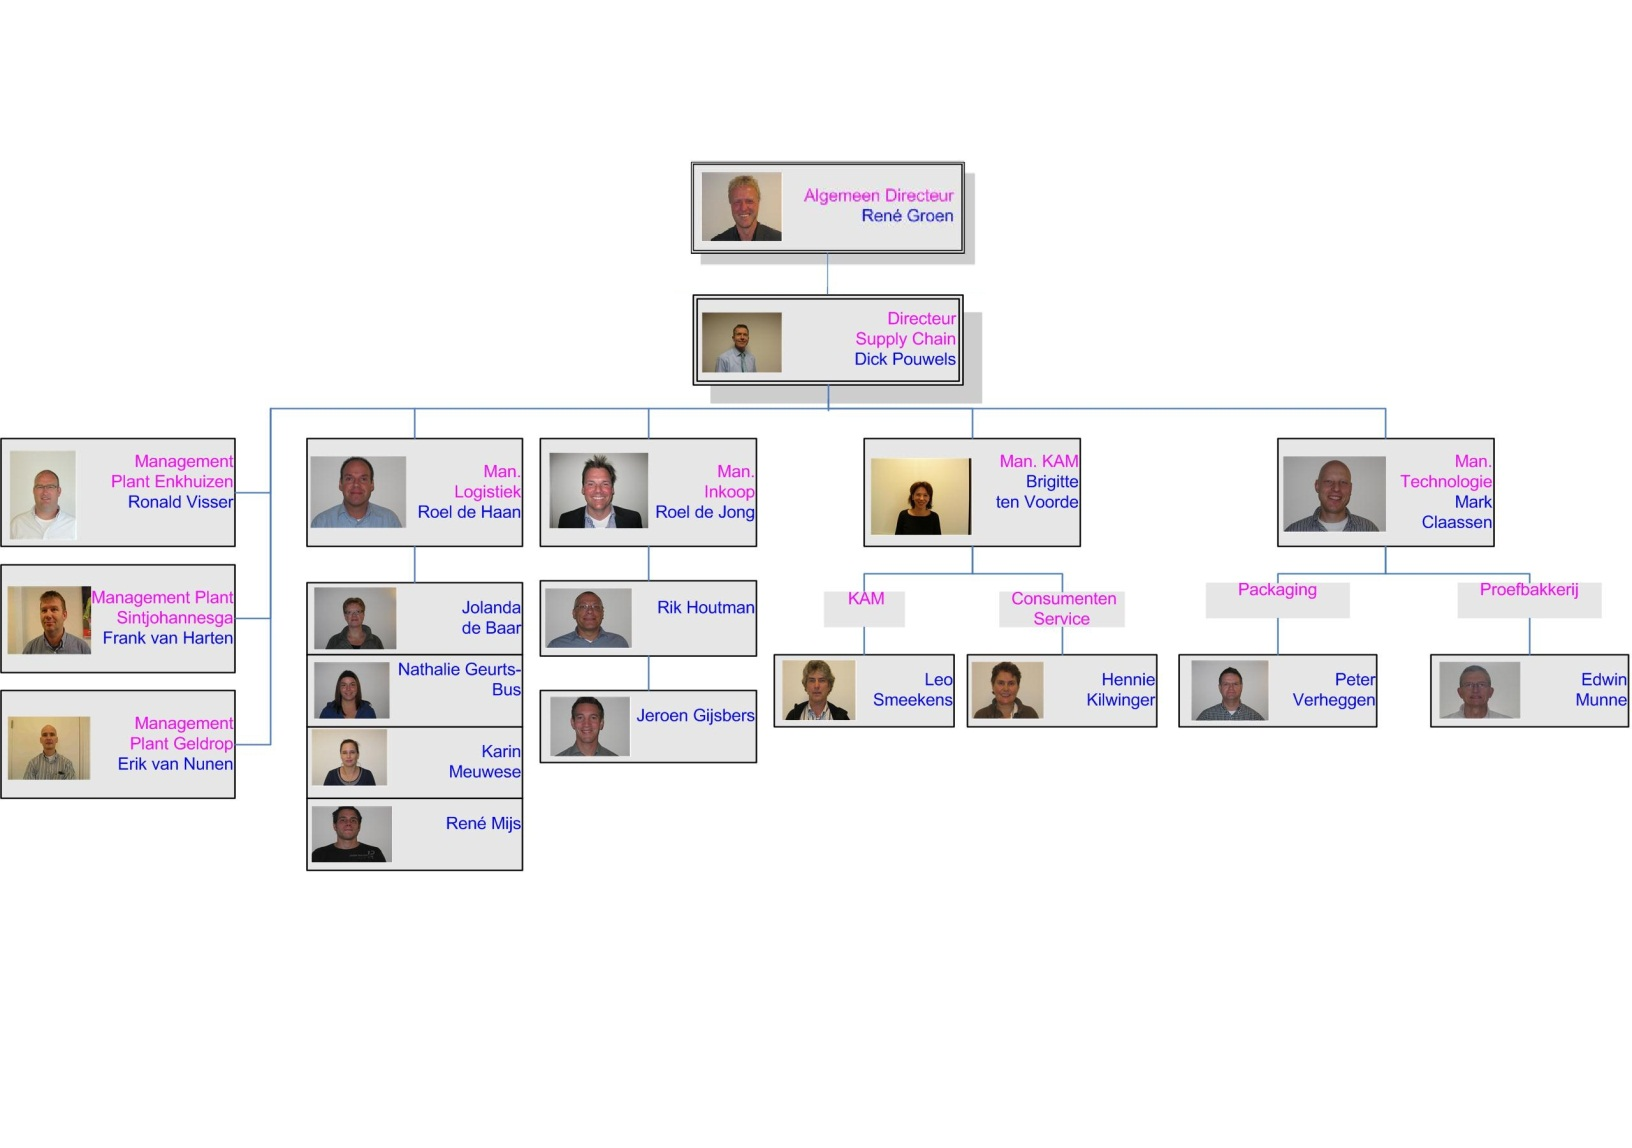 Algemeen Directeur
René Groen
Directeur
Supply Chain
Dick Pouwels
Management
Plant Enkhuizen
Ronald Visser
Management Plant
Sintjohannesga
Frank van Harten
Management
Plant Geldrop
Erik van Nunen
Man.
Logistiek
Roel de Haan
Jolanda
de Baar
Nathalie Geurts-
Bus
Karin
Meuwese
René Mijs
Man.
Inkoop
Roel de Jong
Rik Houtman
Jeroen Gijsbers
Man. KAM
Brigitte
ten Voorde
KAM
Leo
Smeekens
Consumenten
Service
Hennie
Kilwinger
Man.
Technologie
Mark
Claassen
Packaging
Peter
Verheggen
Proefbakkerij
Edwin
Munne